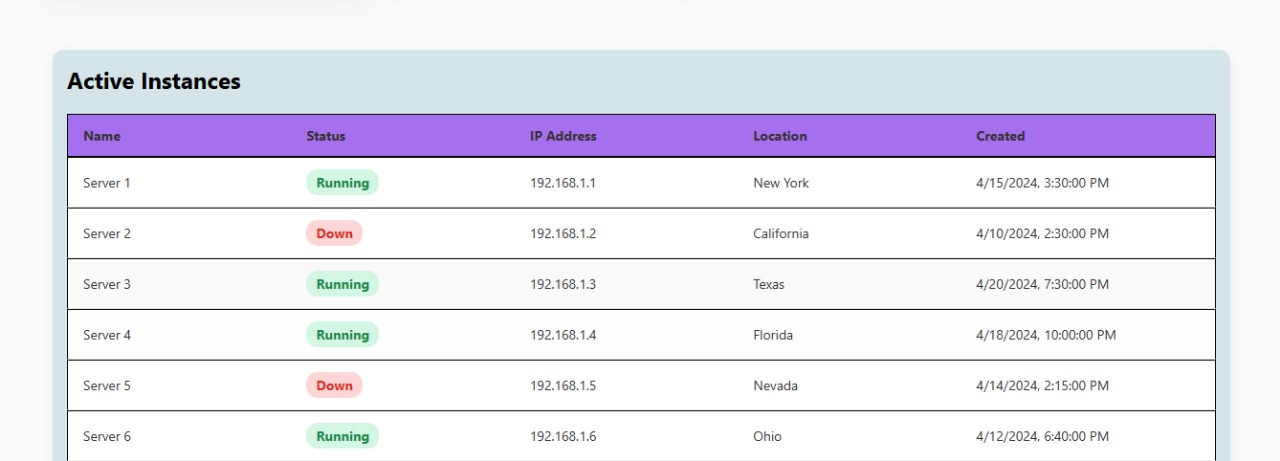 Active Instances
Name Status IP Address Location Created
Server 1 Running 192.168.1.1 New York 4/15/2024, 3:30:00 PM
Server 2 Down 192.168.1.2 California 4/10/2024, 2:30:00 PM
Server 3 Running 192.168.1.3 Texas 4/20/2024, 7:30:00 PM
Server 4 Running 192.168.1.4 Florida 4/18/2024, 10:00:00 PM
Server 5 Down 192.168.1.5 Nevada 4/14/2024, 2:15:00 PM
Server 6 Running 192.168.1.6 Ohio 4/12/2024, 6:40:00 PM